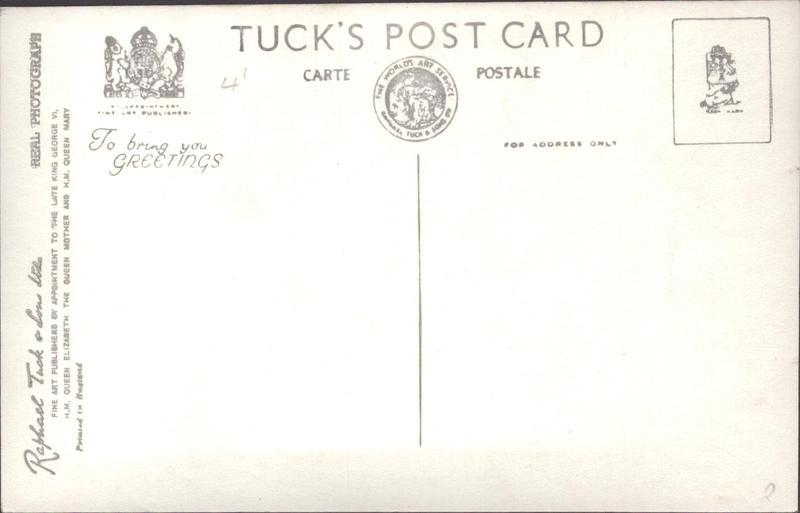 TUCK'S POST CARD
CARTE POSTALE
THE WORLD'S ART SERVICE
RAPHAEL TUCK & SONS LTD
4'
BY APPOINTMENT
FINE ART PUBLISHERS
To bring you
GREETINGS
FOR ADDRESS ONLY
TRADE MARK
REAL PHOTOGRAPH
Raphael Tuck & Sons Ltd
FINE ART PUBLISHERS BY APPOINTMENT TO THE LATE KING GEORGE VI,
H.M. QUEEN ELIZABETH THE QUEEN MOTHER AND H.M. QUEEN MARY
Printed in England